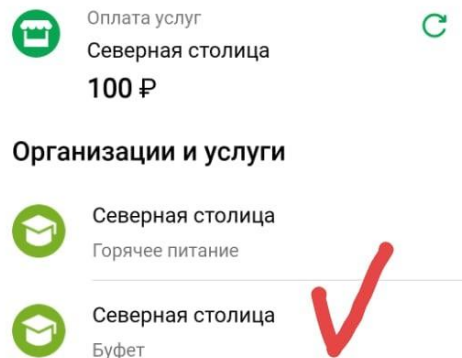 Оплата услуг
Северная столица
100 ₽
Организации и услуги
Северная столица
Горячее питание
Северная столица
Буфет